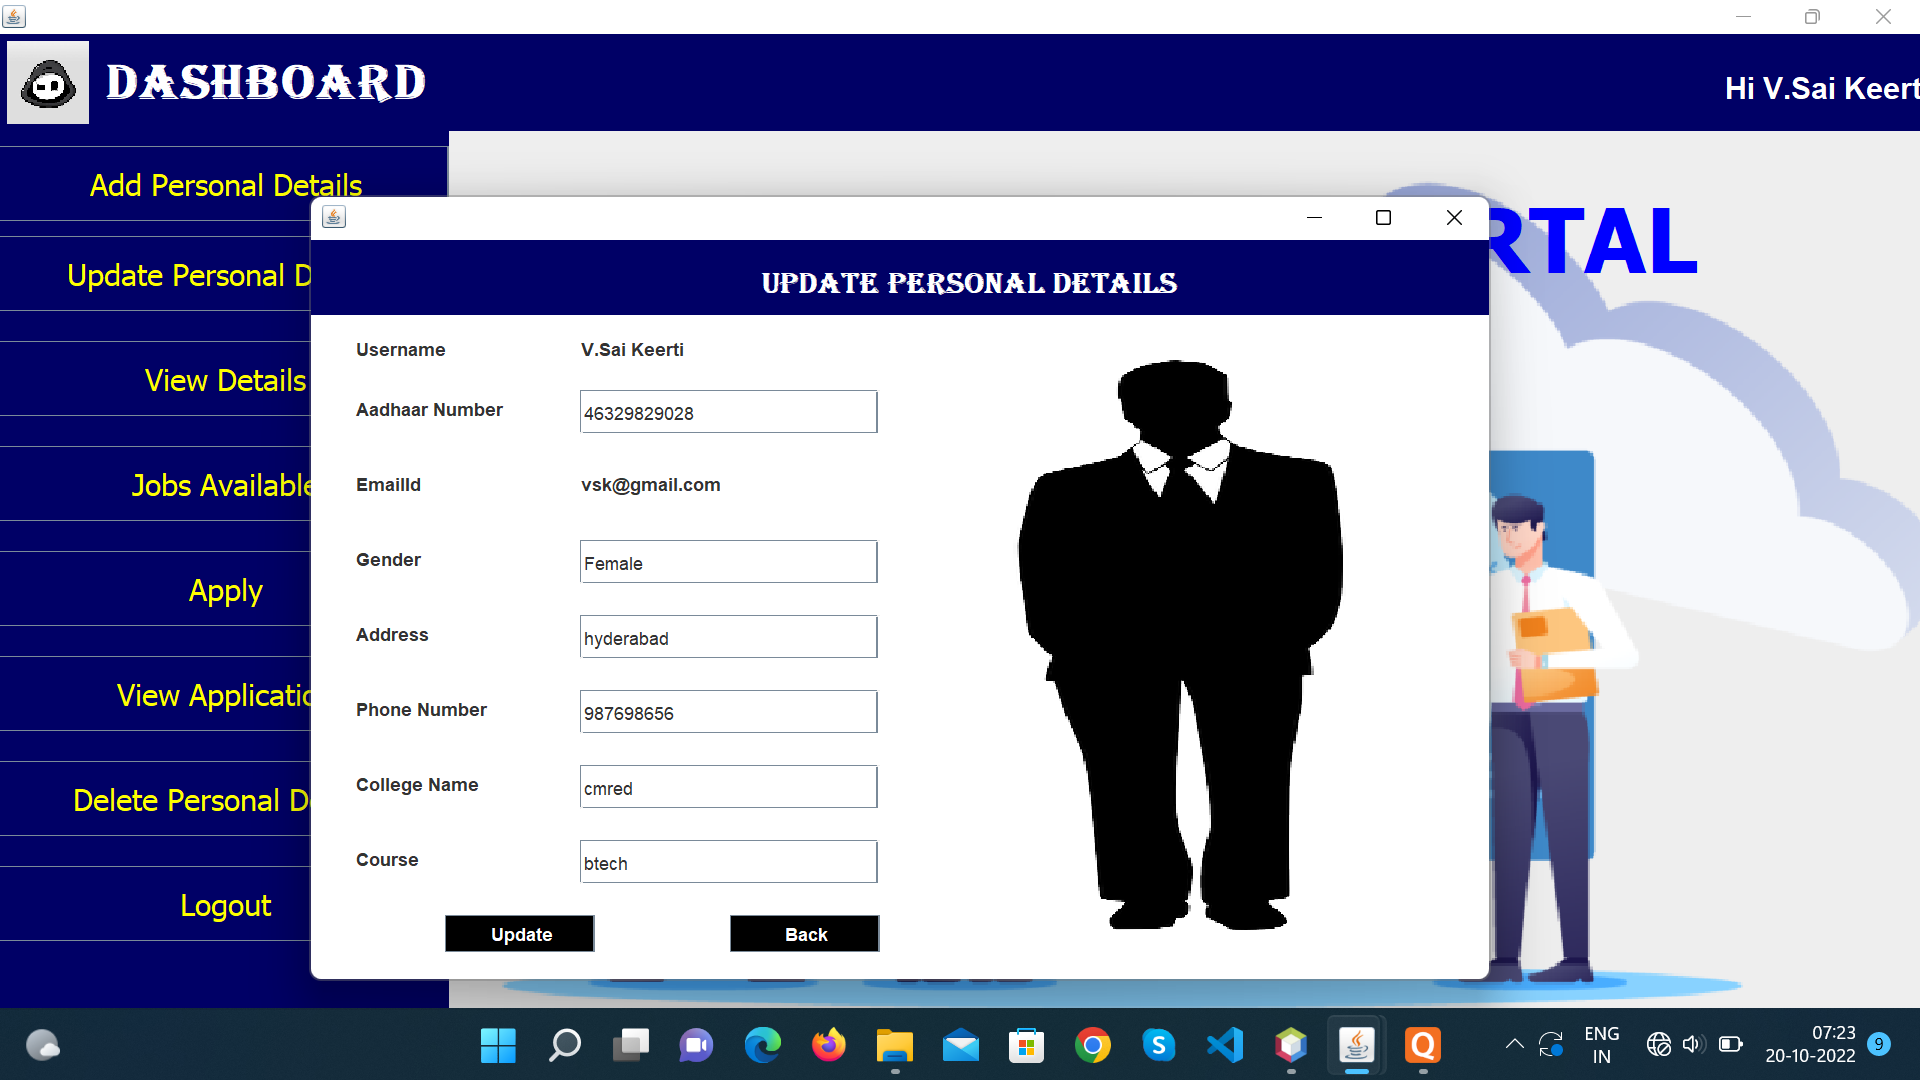 DASHBOARD
Hi V.Sai Keert
Add Personal Details
Update Personal D
View Details
Jobs Available
Apply
View Applicatio
Delete Personal De
Logout
RTAL
UPDATE PERSONAL DETAILS
Username V.Sai Keerti
Aadhaar Number 46329829028
EmailId vsk@gmail.com
Gender Female
Address hyderabad
Phone Number 987698656
College Name cmred
Course btech
Update Back
ENG
IN
07:23
20-10-2022
9